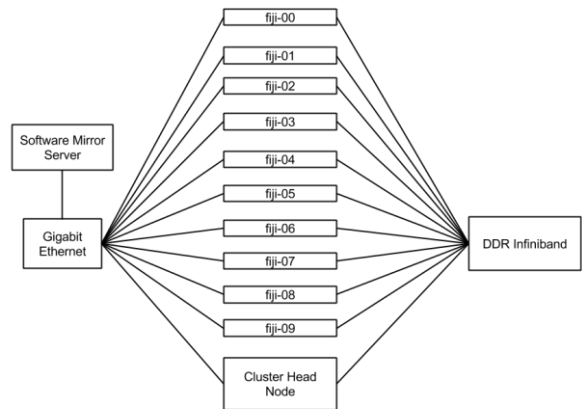 fiji-00
fiji-01
fiji-02
fiji-03
Software Mirror
Server
fiji-04
fiji-05
fiji-06
Gigabit
Ethernet
DDR Infiniband
fiji-07
fiji-08
fiji-09
Cluster Head
Node